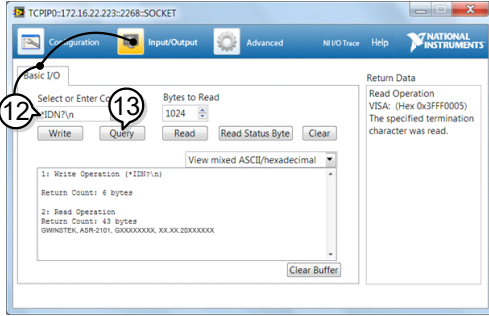 TCPIP0::172.16.22.223::2268::SOCKET
Configuration
Input/Output
Advanced
NI I/O Trace
Help
NATIONAL
INSTRUMENTS
Basic I/O
Select or Enter Co
Bytes to Read
12
*IDN?\n
13
1024
Write
Query
Read
Read Status Byte
Clear
View mixed ASCII/hexadecimal
1: Write Operation (*IDN?\n)
Return Count: 6 bytes
2: Read Operation
Return Count: 43 bytes
GWINSTEK, ASR-2101, GXXXXXXXX, XX.XX.20XXXXXX
Clear Buffer
Return Data
Read Operation
VISA: (Hex 0x3FFF0005)
The specified termination
character was read.